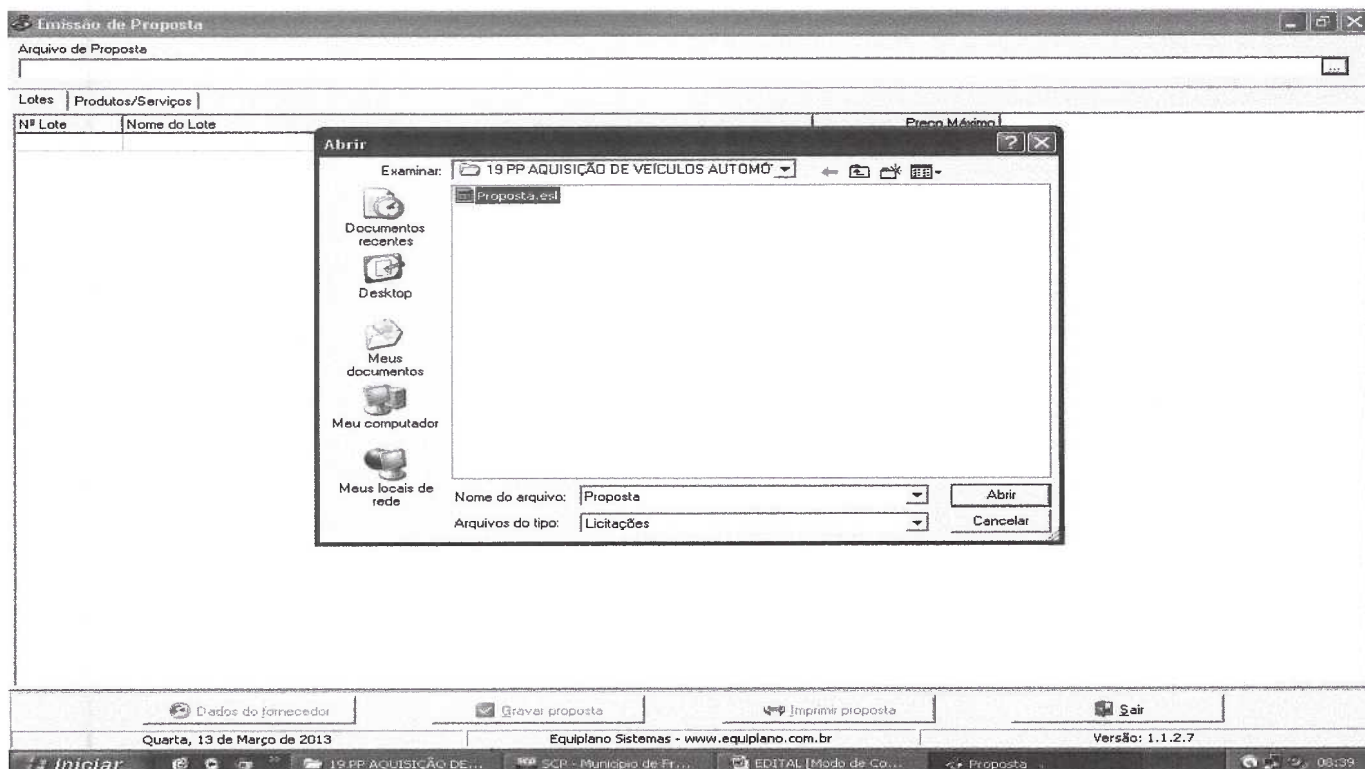 Emissão de Proposta
Arquivo de Proposta
...
Lotes Produtos/Serviços
Nº Lote Nome do Lote Preço Máximo
Abrir
Examinar: 19 PP AQUISIÇÃO DE VEÍCULOS AUTOMÓ
Proposta.esl
Documentos recentes
Desktop
Meus documentos
Meu computador
Meus locais de rede
Nome do arquivo: Proposta Abrir
Arquivos do tipo: Licitações Cancelar
Dados do fornecedor Gravar proposta Imprimir proposta Sair
Quarta, 13 de Março de 2013 Equiplano Sistemas - www.equiplano.com.br Versão: 1.1.2.7
Iniciar 19 PP AQUISIÇÃO DE... SCP - Município de Fr... EDITAL [Modo de Co... Proposta 08:39